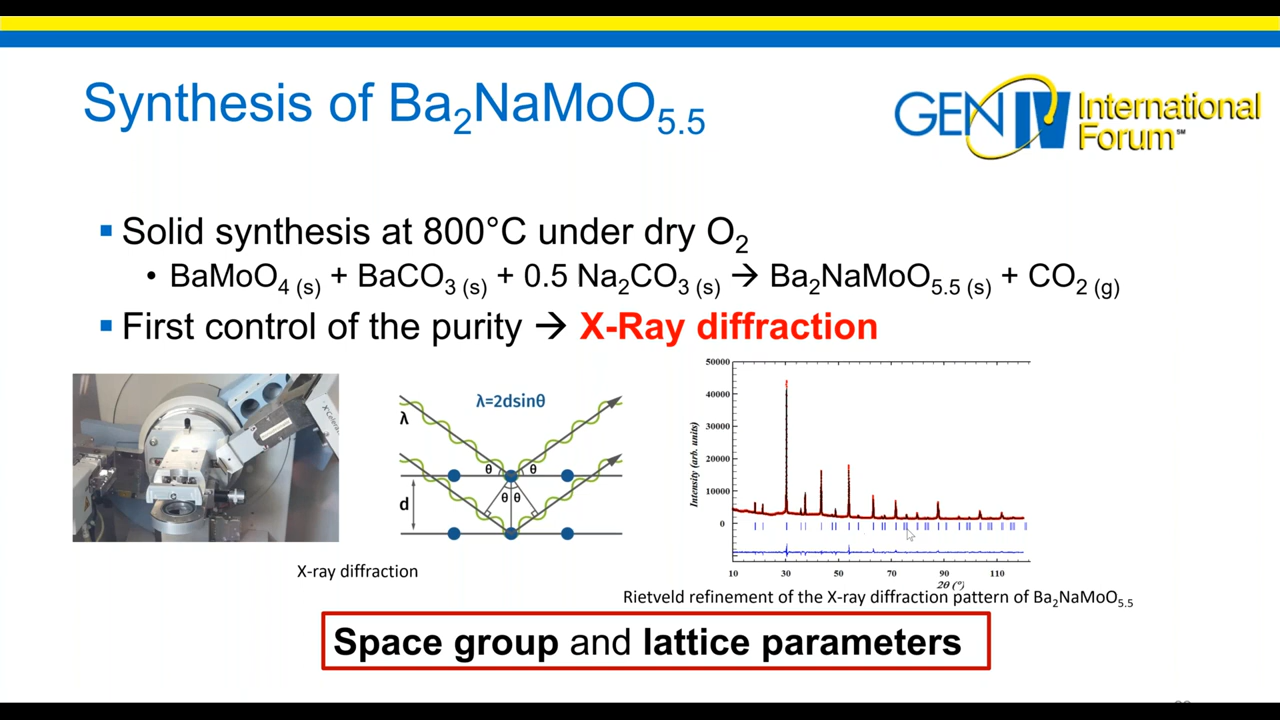 Synthesis of Ba₂NaMoO₅.₅
GEN IV International Forum℠
▪ Solid synthesis at 800°C under dry O₂
• BaMoO₄ (s) + BaCO₃ (s) + 0.5 Na₂CO₃ (s) → Ba₂NaMoO₅.₅ (s) + CO₂ (g)
▪ First control of the purity → X-Ray diffraction
λ=2dsinθ
λ
θ θ
θ θ
d
X-ray diffraction
50000
40000
30000
20000
10000
0
Intensity (arb. units)
10 30 50 70 90 110
2θ (°)
Rietveld refinement of the X-ray diffraction pattern of Ba₂NaMoO₅.₅
Space group and lattice parameters